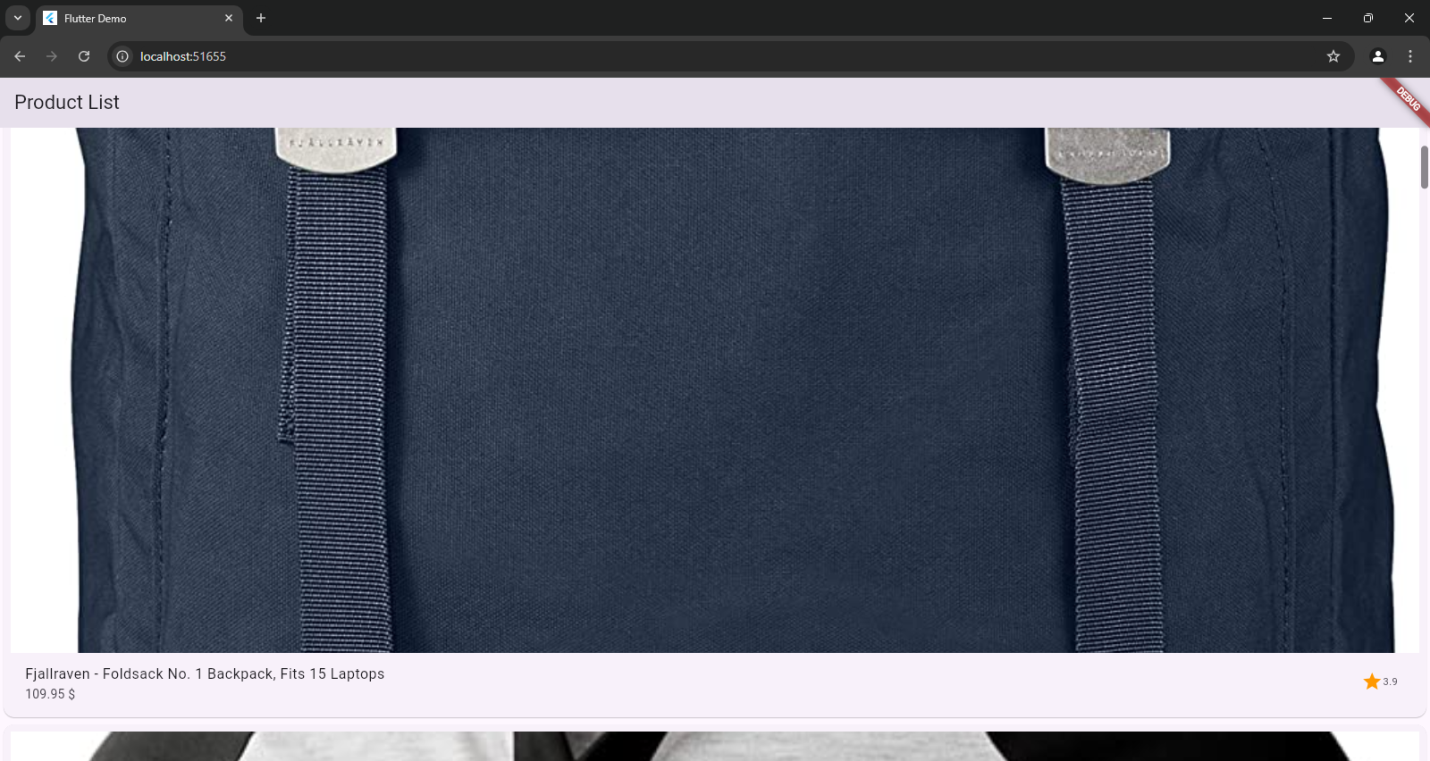 Flutter Demo
localhost:51655
Product List
DEBUG
FJÄLLRÄVEN
Fjallraven - Foldsack No. 1 Backpack, Fits 15 Laptops
109.95 $
3.9